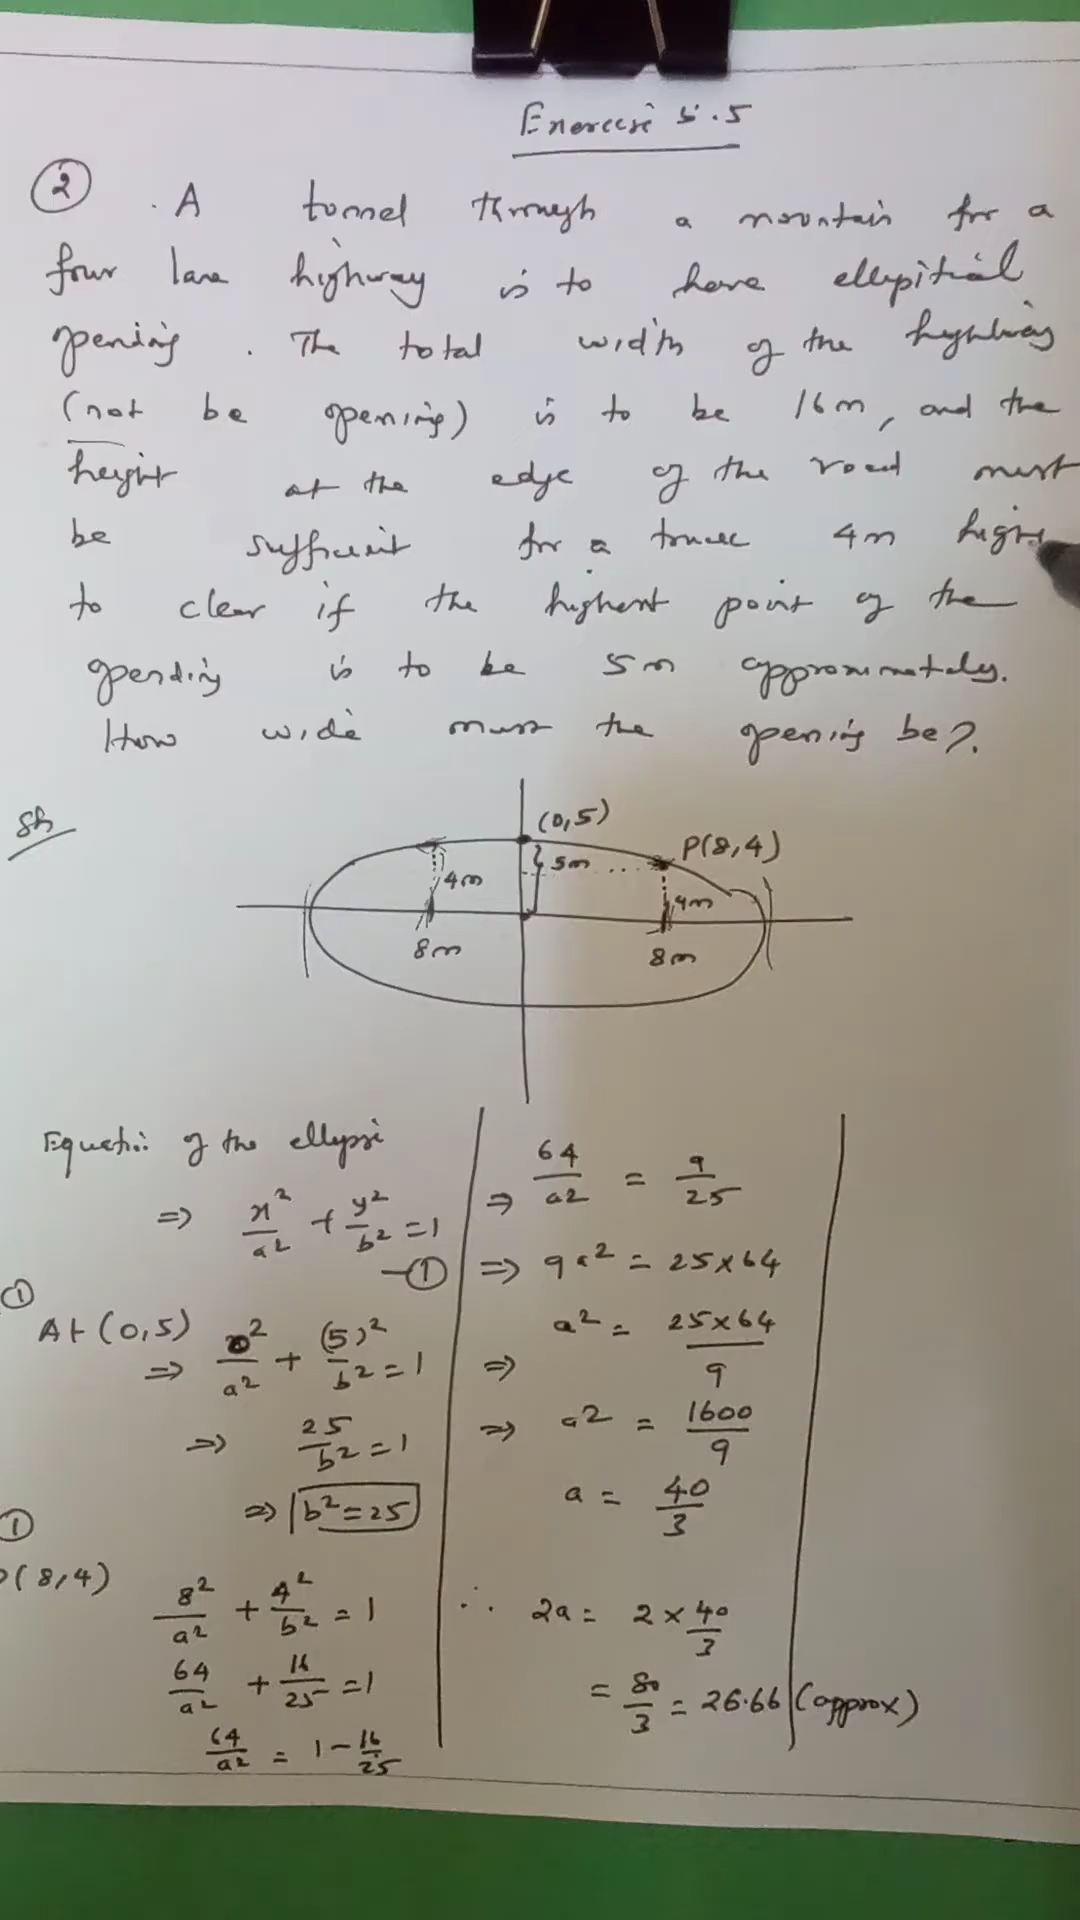 Exercise 5.5
2
. A tunnel through a mountain for a
four lane highway is to have elliptical
opening . The total width of the highway
(not be opening) is to be 16m, and the
height at the edge of the road must
be sufficient for a truck 4m high
to clear if the highest point of the
opening is to be 5m approximately.
How wide must the opening be?.
(0,5)
P(8,4)
5m
4m
4m
8m
8m
Equation of the ellipse
⇒ x²/a² + y²/b² = 1
—①
①
At (0,5)
⇒ 0²/a² + (5)²/b² = 1
⇒ 25/b² = 1
⇒ b² = 25
①
(8,4)
8²/a² + 4²/b² = 1
64/a² + 16/25 = 1
64/a² = 1 - 16/25
⇒ 64/a2 = 9/25
⇒ 9a² = 25×64
⇒ a² = 25×64/9
⇒ a2 = 1600/9
a = 40/3
∴ 2a = 2 × 40/3
= 80/3 = 26.66 (approx)